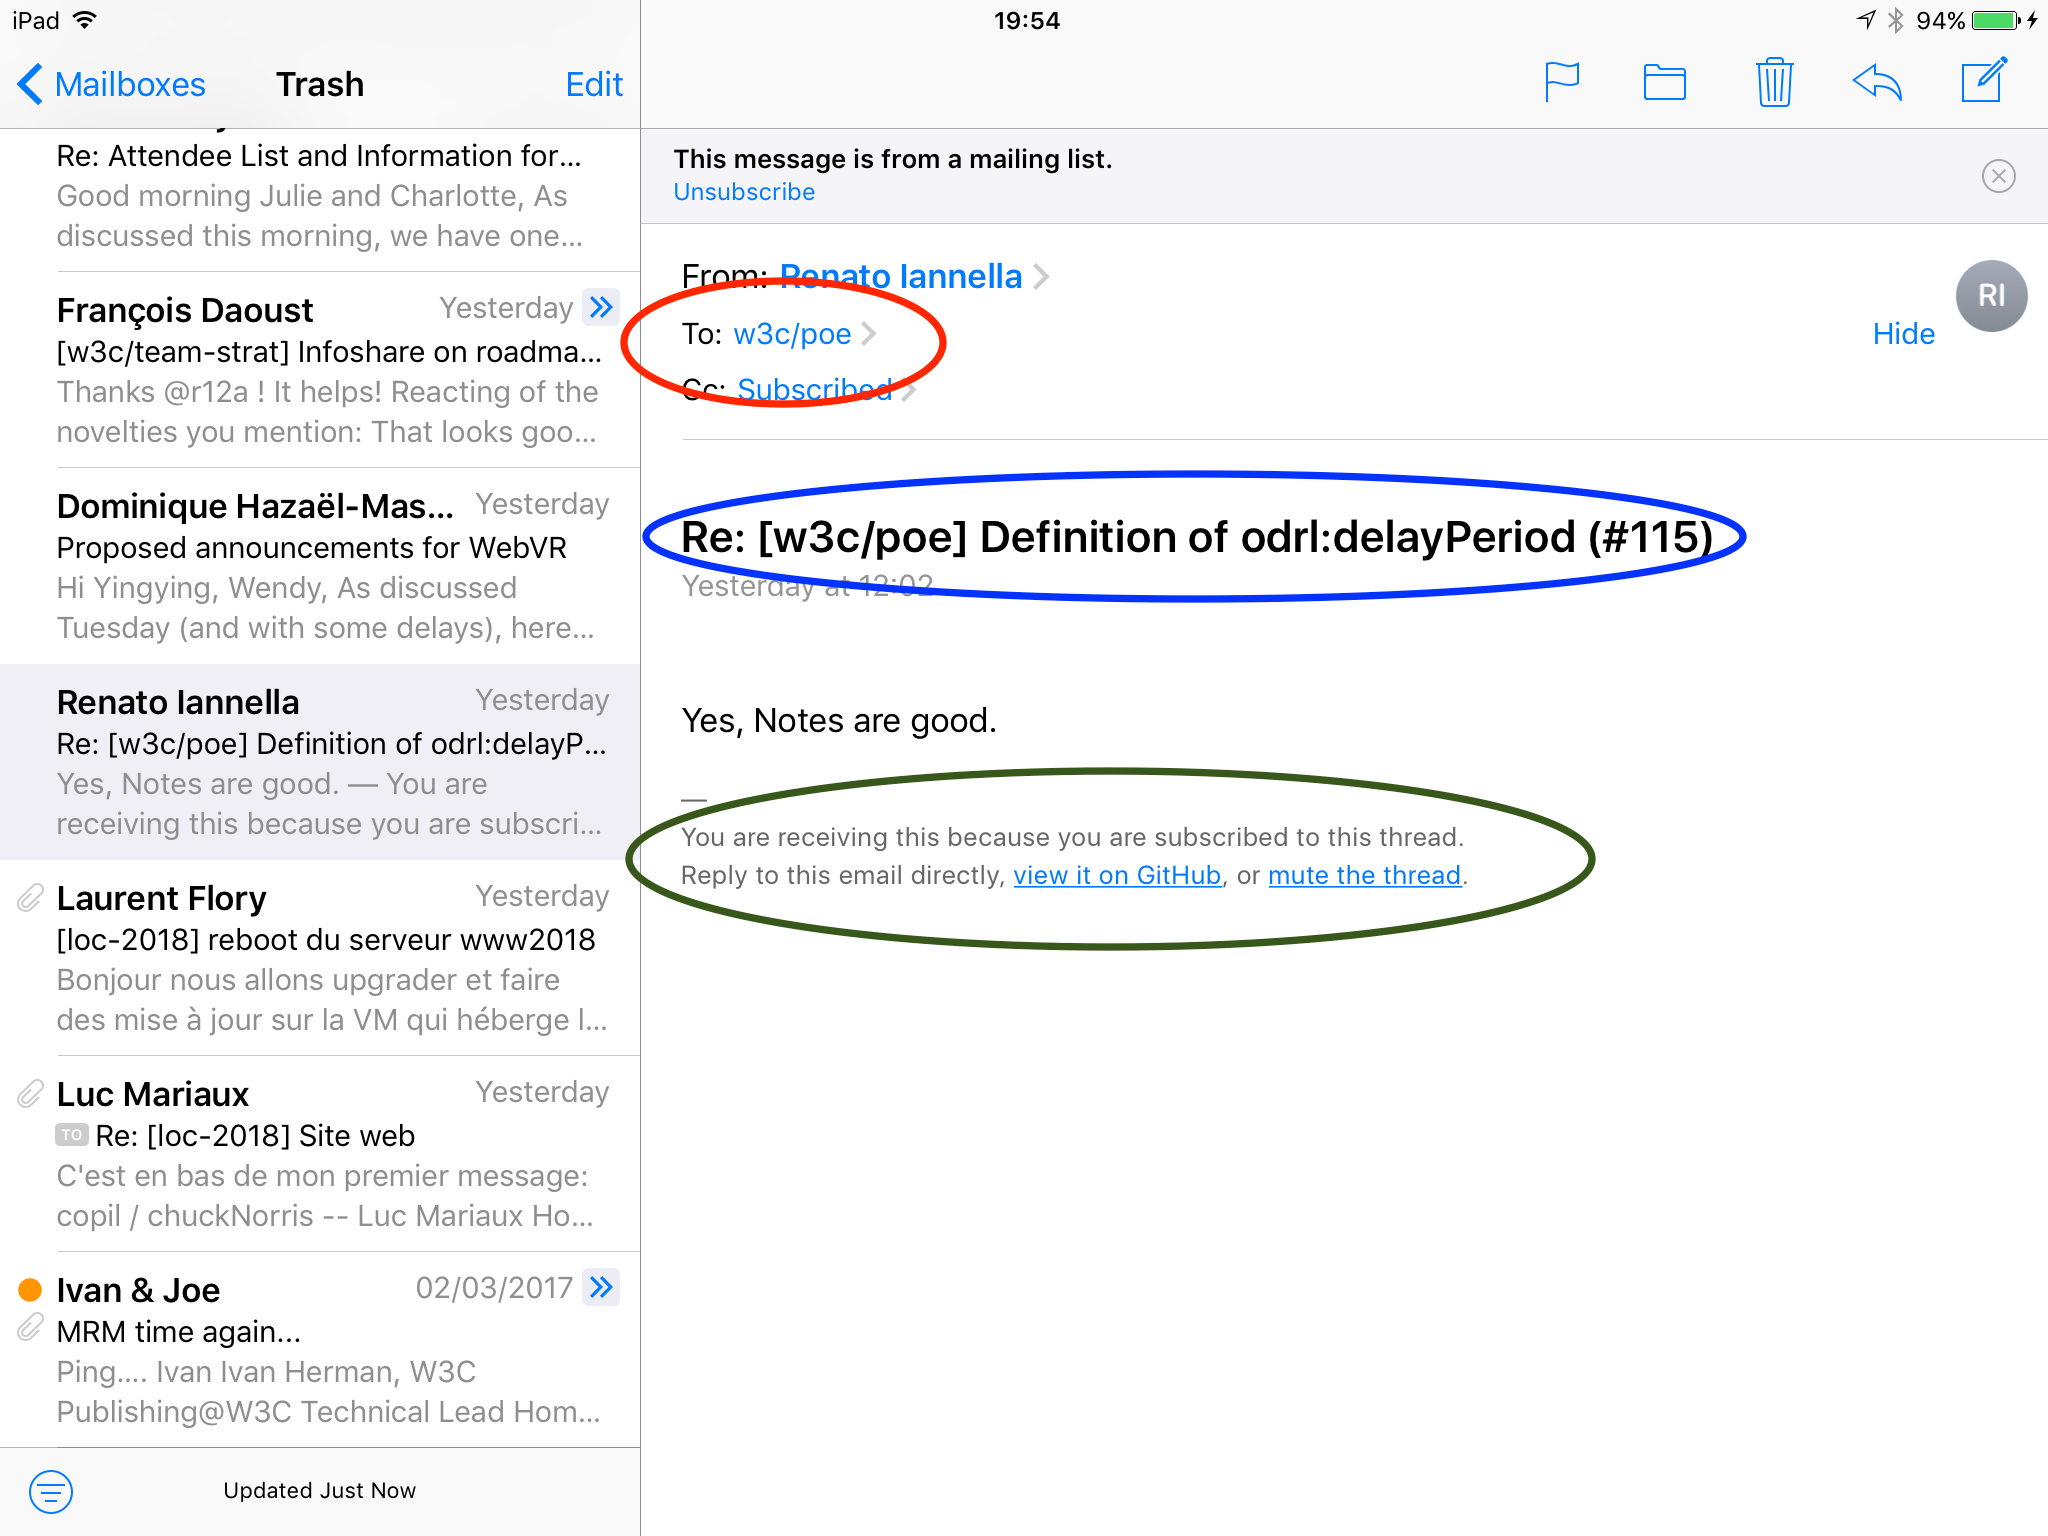 iPad 19:54 94%
Mailboxes Trash Edit
Re: Attendee List and Information for...
Good morning Julie and Charlotte, As
discussed this morning, we have one...
François Daoust Yesterday
[w3c/team-strat] Infoshare on roadma...
Thanks @r12a ! It helps! Reacting of the
novelties you mention: That looks goo...
Dominique Hazaël-Mas... Yesterday
Proposed announcements for WebVR
Hi Yingying, Wendy, As discussed
Tuesday (and with some delays), here...
Renato Iannella Yesterday
Re: [w3c/poe] Definition of odrl:delayP...
Yes, Notes are good. — You are
receiving this because you are subscri...
Laurent Flory Yesterday
[loc-2018] reboot du serveur www2018
Bonjour nous allons upgrader et faire
des mise à jour sur la VM qui héberge l...
Luc Mariaux Yesterday
TO Re: [loc-2018] Site web
C'est en bas de mon premier message:
copil / chuckNorris -- Luc Mariaux Ho...
Ivan & Joe 02/03/2017
MRM time again...
Ping.... Ivan Ivan Herman, W3C
Publishing@W3C Technical Lead Hom...
Updated Just Now
This message is from a mailing list.
Unsubscribe
From: Renato Iannella
RI
To: w3c/poe
Hide
Cc: Subscribed
Re: [w3c/poe] Definition of odrl:delayPeriod (#115)
Yesterday at 12:02
Yes, Notes are good.
—
You are receiving this because you are subscribed to this thread.
Reply to this email directly, view it on GitHub, or mute the thread.